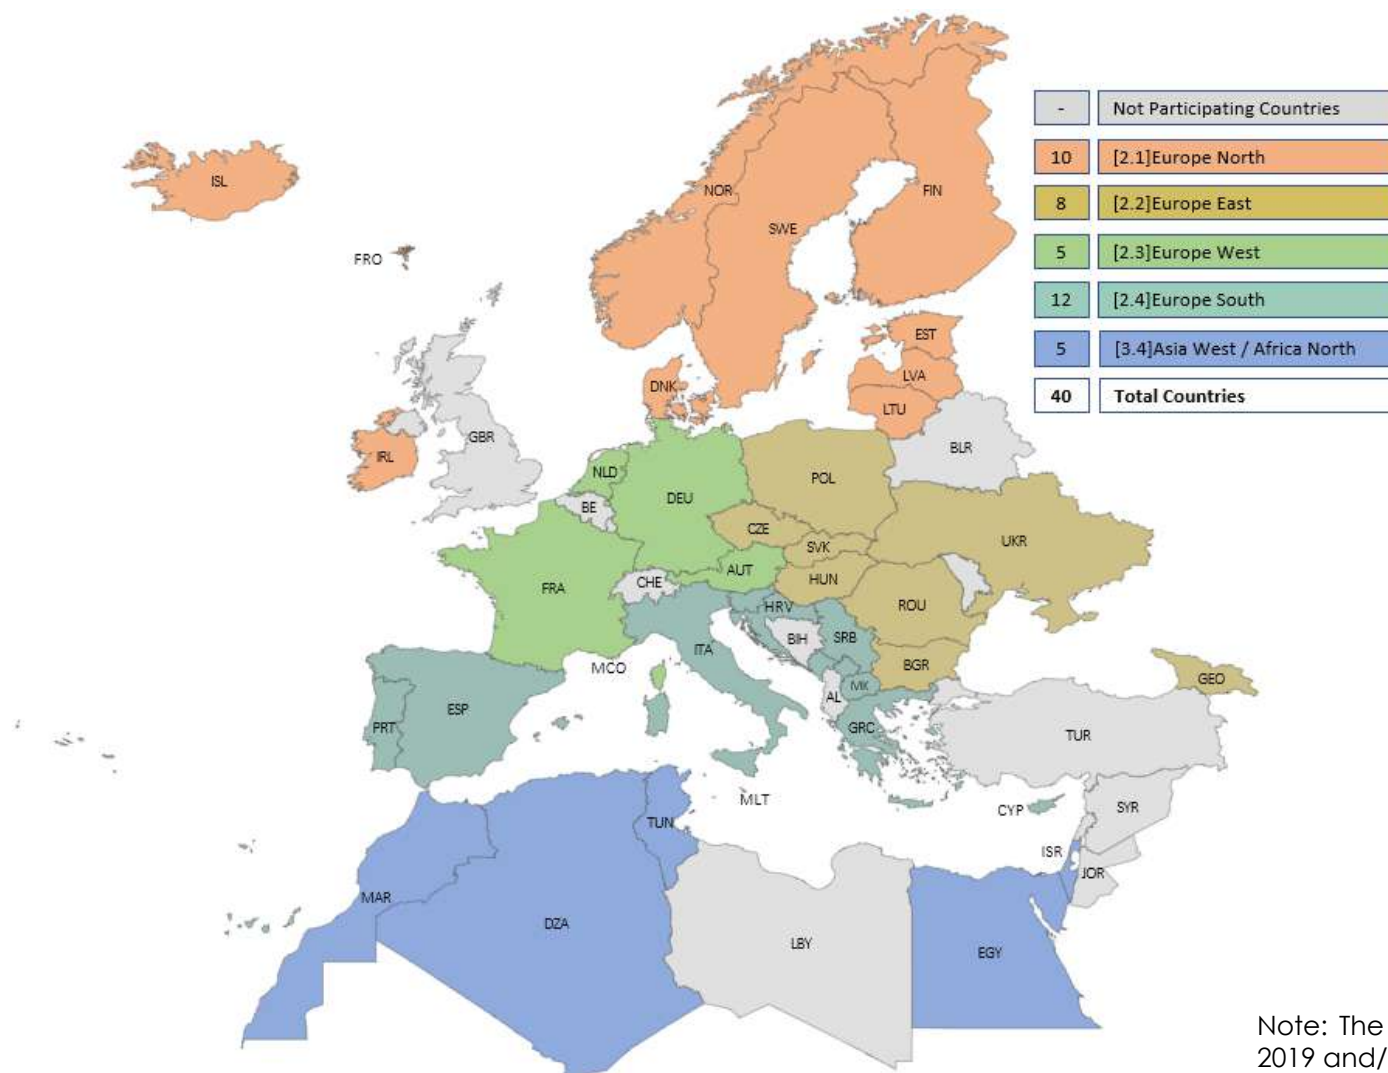 -
Not Participating Countries
10
[2.1]Europe North
8
[2.2]Europe East
5
[2.3]Europe West
12
[2.4]Europe South
5
[3.4]Asia West / Africa North
40
Total Countries
ISL
NOR
FIN
SWE
FRO
EST
LVA
DNK
LTU
GBR
BLR
IRL
NLD
POL
DEU
BE
CZE
UKR
SVK
AUT
HUN
CHE
FRA
HRV
ROU
BIH
SRB
ITA
MCO
BGR
GEO
MK
AL
ESP
PRT
GRC
TUR
MLT
CYP
SYR
TUN
ISR
JOR
MAR
DZA
LBY
EGY
Note: The
2019 and/